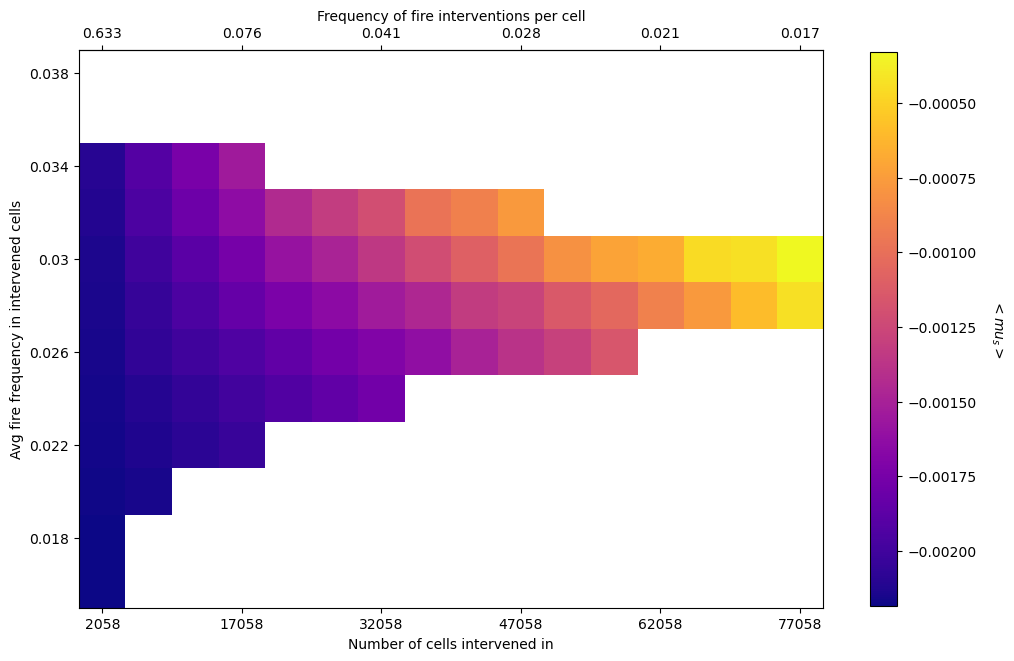 Frequency of fire interventions per cell
0.633 0.076 0.041 0.028 0.021 0.017
0.038
0.034
0.03
0.026
0.022
0.018
Avg fire frequency in intervened cells
2058 17058 32058 47058 62058 77058
Number of cells intervened in
−0.00050
−0.00075
−0.00100
−0.00125
−0.00150
−0.00175
−0.00200
< mu_s >